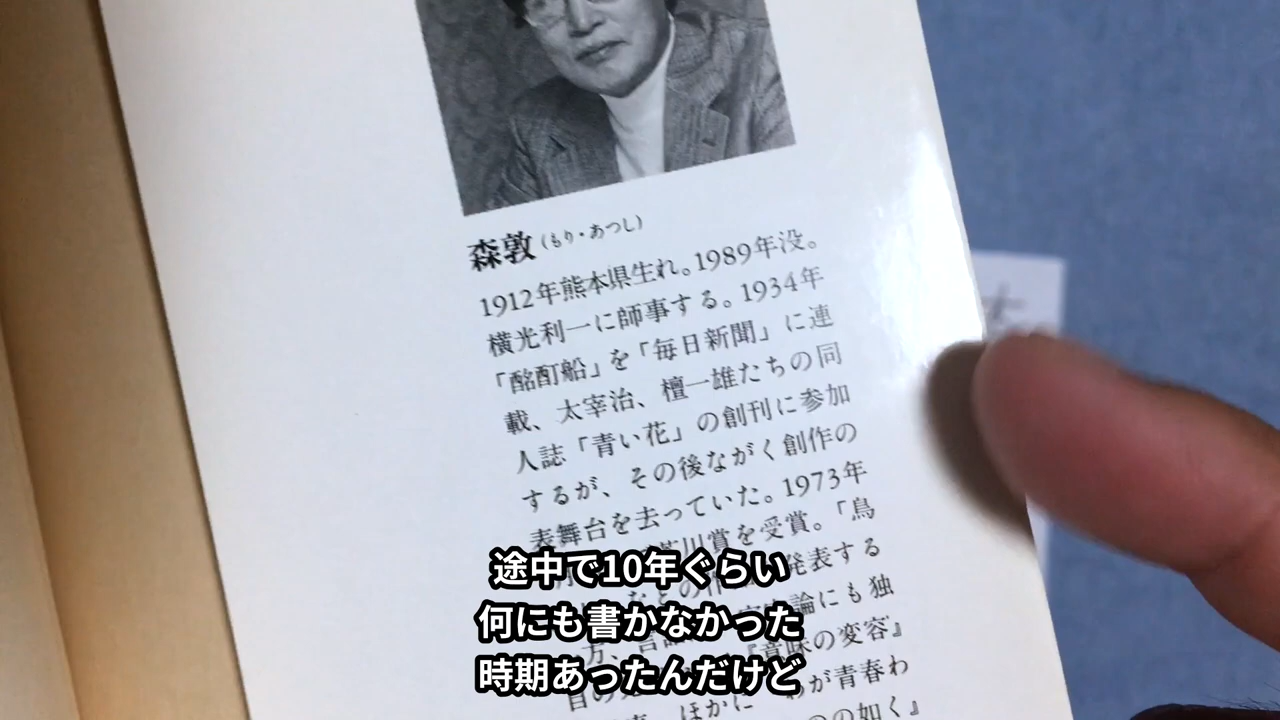 森敦(もり・あつし)
1912年熊本県生れ。1989年没。
横光利一に師事する。1934年
「酩酊船」を「毎日新聞」に連
載、太宰治、檀一雄たちの同
人誌「青い花」の創刊に参加
するが、その後ながく創作の
表舞台を去っていた。1973年
芥川賞を受賞。「鳥
などの作 発表する
方、言 論にも独
『意味の変容』
ほかに わが青春わ
の如く』
途中で10年ぐらい
何にも書かなかった
時期あったんだけど